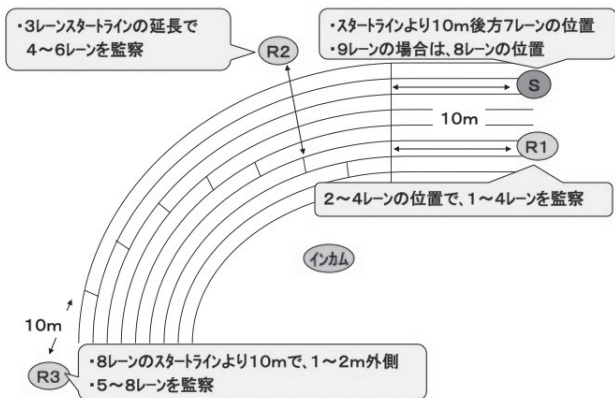 ・3レーンスタートラインの延長で
4～6レーンを監察
R2
・スタートラインより10m後方7レーンの位置
・9レーンの場合は、8レーンの位置
S
10m
R1
2～4レーンの位置で、1～4レーンを監察
インカム
10m
R3
・8レーンのスタートラインより10mで、1～2m外側
・5～8レーンを監察